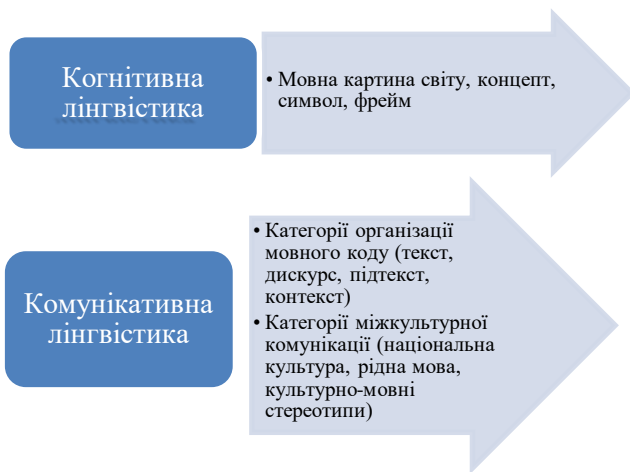 Когнітивна
лінгвістика
• Мовна картина світу, концепт,
символ, фрейм
Комунікативна
лінгвістика
• Категорії організації
мовного коду (текст,
дискурс, підтекст,
контекст)
• Категорії міжкультурної
комунікації (національна
культура, рідна мова,
культурно-мовні
стереотипи)